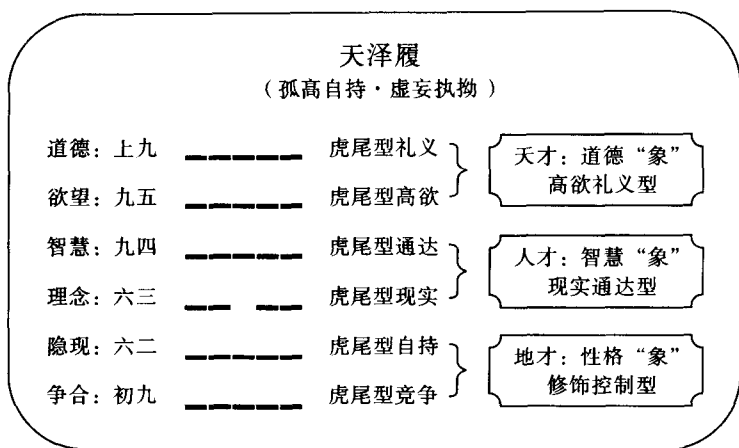 天泽履
（孤高自持·虚妄执拗）
道德：上九 虎尾型礼义
欲望：九五 虎尾型高欲
天才：道德“象”
高欲礼义型
智慧：九四 虎尾型通达
理念：六三 虎尾型现实
人才：智慧“象”
现实通达型
隐现：六二 虎尾型自持
争合：初九 虎尾型竞争
地才：性格“象”
修饰控制型